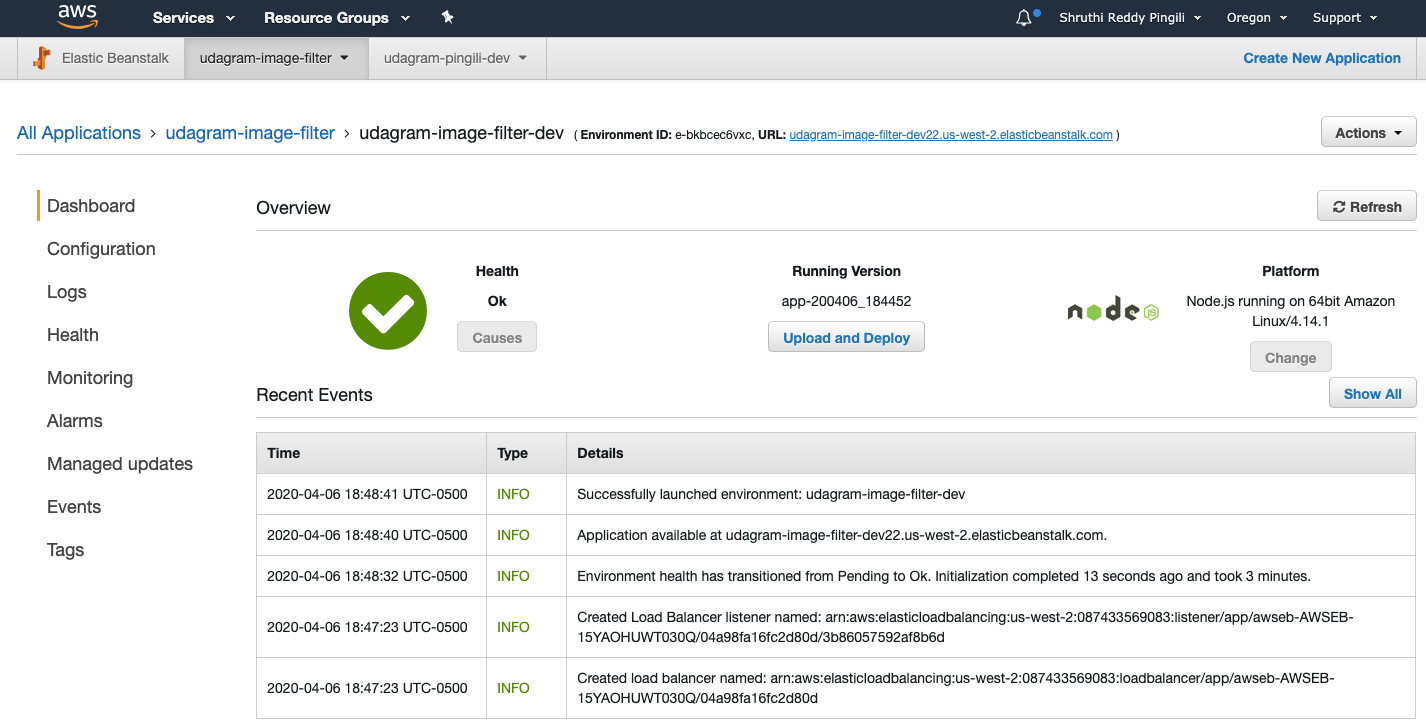 aws
Services
Resource Groups
Shruthi Reddy Pingili
Oregon
Support
Elastic Beanstalk
udagram-image-filter
udagram-pingili-dev
Create New Application
All Applications › udagram-image-filter › udagram-image-filter-dev ( Environment ID: e-bkbcec6vxc, URL: udagram-image-filter-dev22.us-west-2.elasticbeanstalk.com )
Actions
Dashboard
Configuration
Logs
Health
Monitoring
Alarms
Managed updates
Events
Tags
Overview
Refresh
Health
Ok
Causes
Running Version
app-200406_184452
Upload and Deploy
node
JS
Platform
Node.js running on 64bit Amazon
Linux/4.14.1
Change
Recent Events
Show All
Time Type Details
2020-04-06 18:48:41 UTC-0500 INFO Successfully launched environment: udagram-image-filter-dev
2020-04-06 18:48:40 UTC-0500 INFO Application available at udagram-image-filter-dev22.us-west-2.elasticbeanstalk.com.
2020-04-06 18:48:32 UTC-0500 INFO Environment health has transitioned from Pending to Ok. Initialization completed 13 seconds ago and took 3 minutes.
2020-04-06 18:47:23 UTC-0500 INFO Created Load Balancer listener named: arn:aws:elasticloadbalancing:us-west-2:087433569083:listener/app/awseb-AWSEB-
15YAOHUWT030Q/04a98fa16fc2d80d/3b86057592af8b6d
2020-04-06 18:47:23 UTC-0500 INFO Created load balancer named: arn:aws:elasticloadbalancing:us-west-2:087433569083:loadbalancer/app/awseb-AWSEB-
15YAOHUWT030Q/04a98fa16fc2d80d